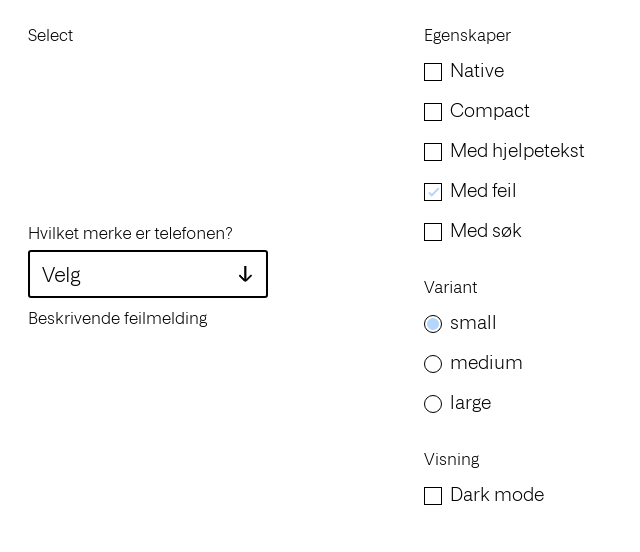 Select
Hvilket merke er telefonen?
Velg
Beskrivende feilmelding
Egenskaper
Native
Compact
Med hjelpetekst
Med feil
Med søk
Variant
small
medium
large
Visning
Dark mode